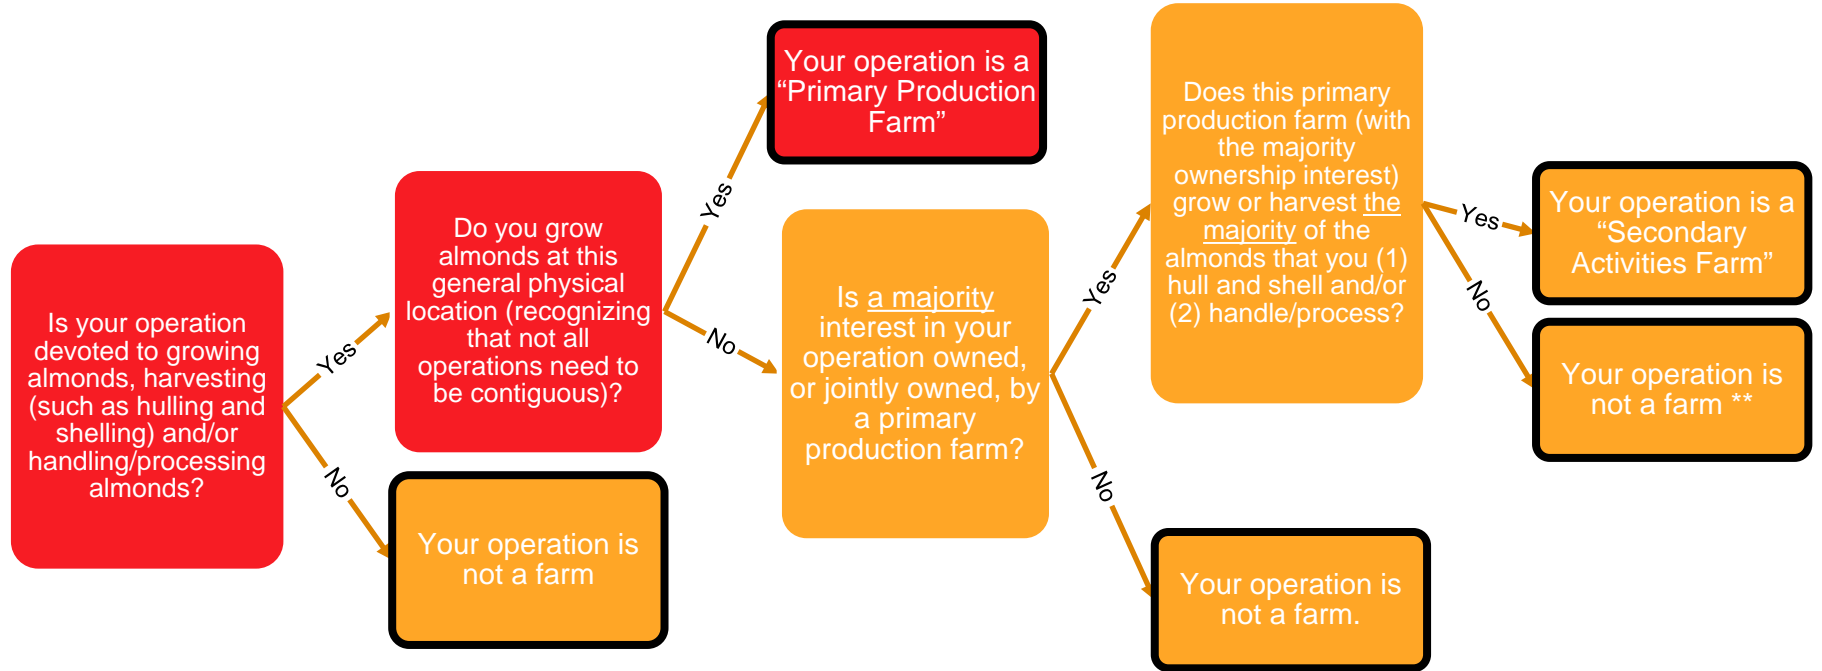 Is your operation
devoted to growing
almonds, harvesting
(such as hulling and
shelling) and/or
handling/processing
almonds?
Yes
No
Do you grow
almonds at this
general physical
location (recognizing
that not all
operations need to
be contiguous)?
Your operation is
not a farm
Yes
No
Your operation is a
“Primary Production
Farm”
Is a majority
interest in your
operation owned,
or jointly owned, by
a primary
production farm?
Yes
No
Does this primary
production farm (with
the majority
ownership interest)
grow or harvest the
majority of the
almonds that you (1)
hull and shell and/or
(2) handle/process?
Your operation is
not a farm.
Yes
No
Your operation is a
“Secondary
Activities Farm”
Your operation is
not a farm **